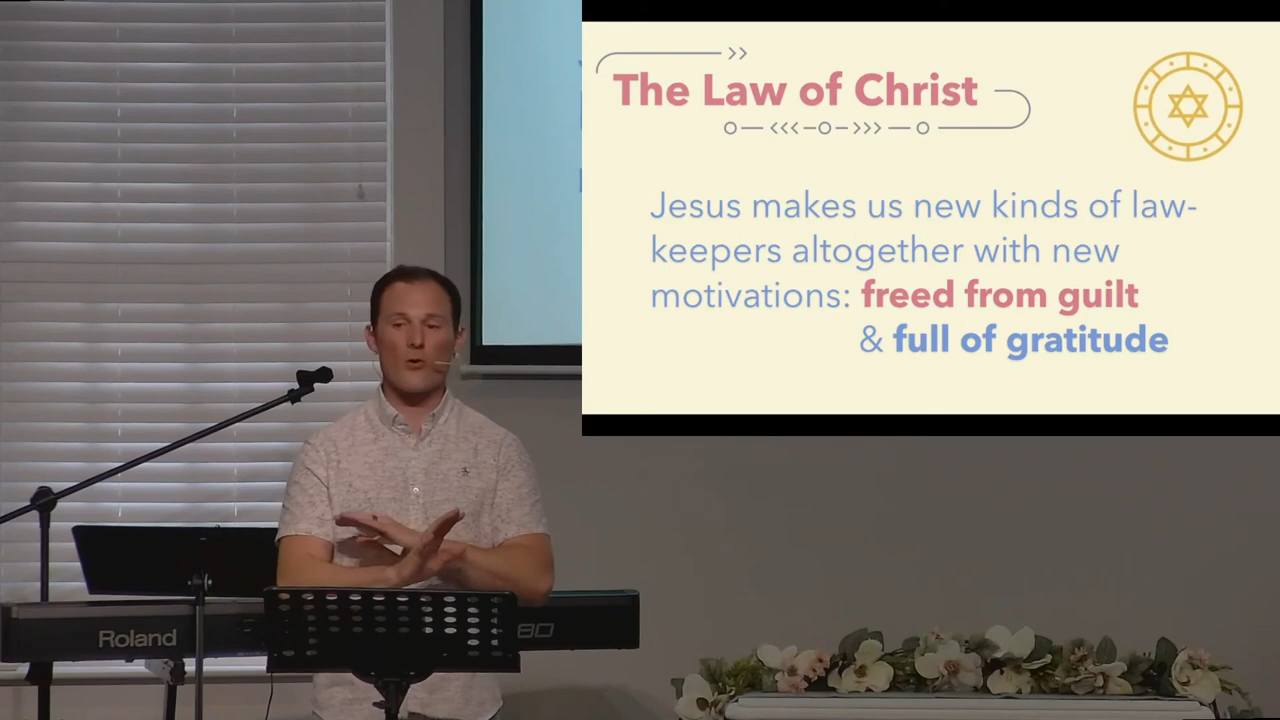 The Law of Christ
Jesus makes us new kinds of law-
keepers altogether with new
motivations: freed from guilt
& full of gratitude
Roland
80